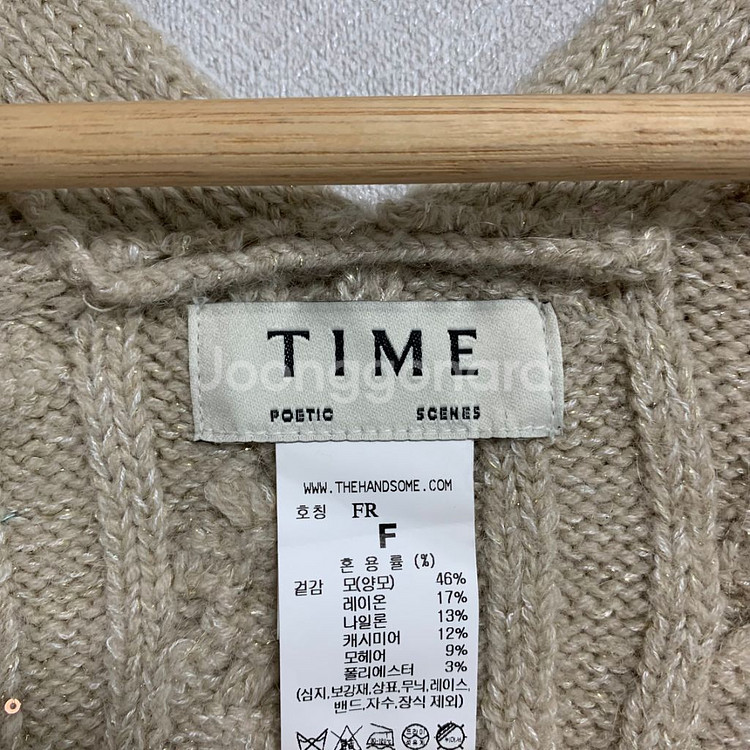 TIME
Joonggonara
POETIC SCENES
WWW.THEHANDSOME.COM
호칭 FR
F
혼용률 (%)
겉감 모(양모) 46%
레이온 17%
나일론 13%
캐시미어 12%
모헤어 9%
폴리에스터 3%
(심지,보강재,상표,무늬,레이스,
밴드,자수,장식 제외)